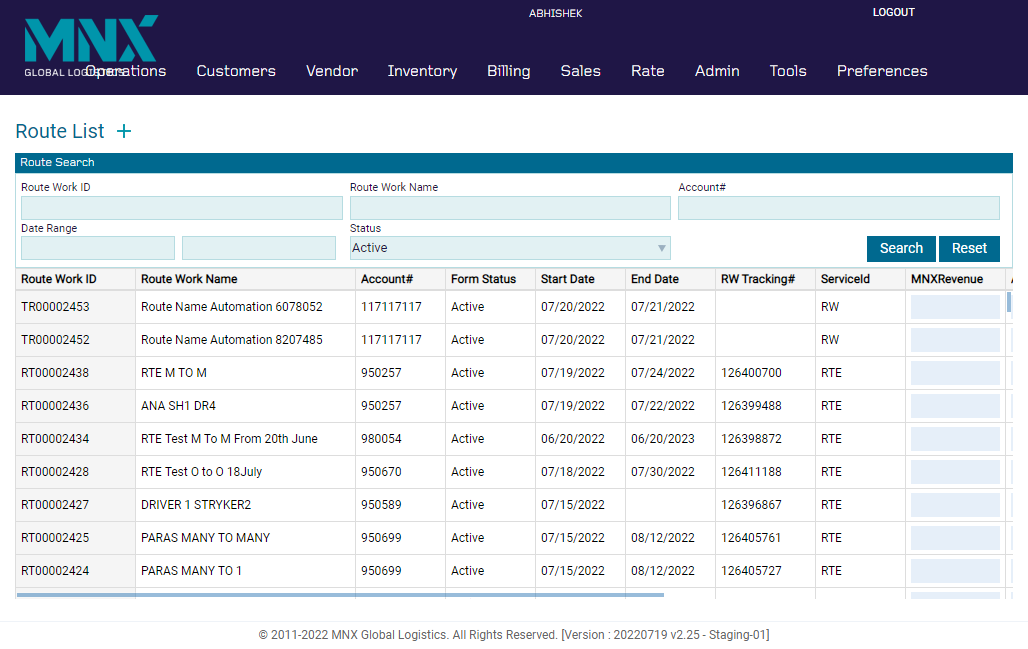 ABHISHEK LOGOUT
MNX
GLOBAL LOGISTICS
Operations Customers Vendor Inventory Billing Sales Rate Admin Tools Preferences
Route List +
Route Search
Route Work ID Route Work Name Account#
Date Range Status
Active Search Reset
Route Work ID Route Work Name Account# Form Status Start Date End Date RW Tracking# ServiceId MNXRevenue
TR00002453 Route Name Automation 6078052 117117117 Active 07/20/2022 07/21/2022 RW
TR00002452 Route Name Automation 8207485 117117117 Active 07/20/2022 07/21/2022 RW
RT00002438 RTE M TO M 950257 Active 07/19/2022 07/24/2022 126400700 RTE
RT00002436 ANA SH1 DR4 950257 Active 07/19/2022 07/22/2022 126399488 RTE
RT00002434 RTE Test M To M From 20th June 980054 Active 06/20/2022 06/20/2023 126398872 RTE
RT00002428 RTE Test O to O 18July 950670 Active 07/18/2022 07/30/2022 126411188 RTE
RT00002427 DRIVER 1 STRYKER2 950589 Active 07/15/2022 126396867 RTE
RT00002425 PARAS MANY TO MANY 950699 Active 07/15/2022 08/12/2022 126405761 RTE
RT00002424 PARAS MANY TO 1 950699 Active 07/15/2022 08/12/2022 126405727 RTE
© 2011-2022 MNX Global Logistics. All Rights Reserved. [Version : 20220719 v2.25 - Staging-01]